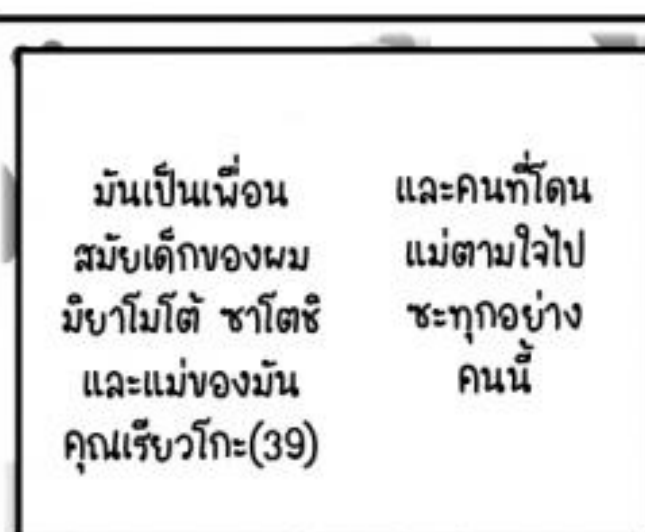 และคนที่โดน
แม่ตามใจไป
ซะทุกอย่าง
คนนี้
มันเป็นเพื่อน
สมัยเด็กของผม
มิยาโมโต้ ซาโตชิ
และแม่ของมัน
คุณเรียวโกะ(39)